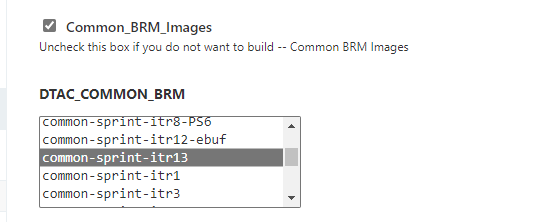 Common_BRM_Images
Uncheck this box if you do not want to build -- Common BRM Images
DTAC_COMMON_BRM
common-sprint-itr8-PS6
common-sprint-itr12-ebuf
common-sprint-itr13
common-sprint-itr1
common-sprint-itr3